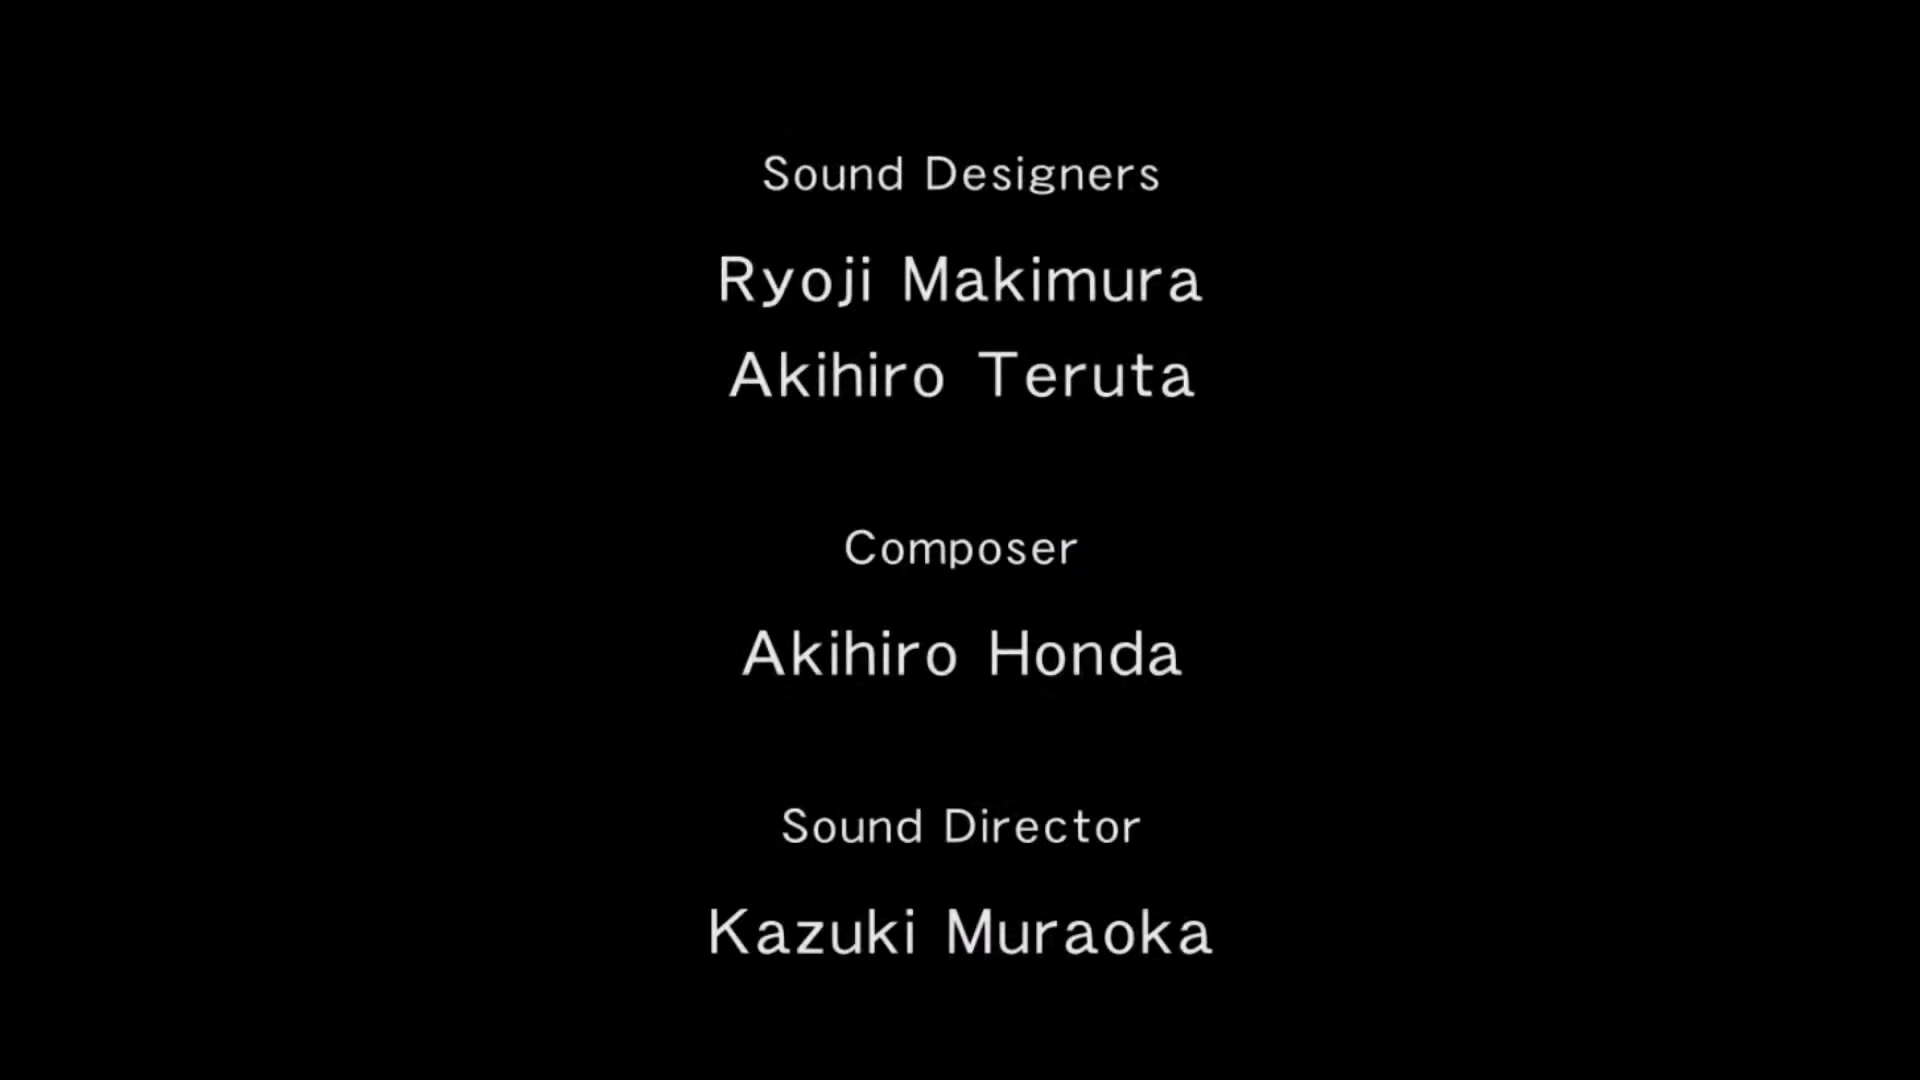 Sound Designers
Ryoji Makimura
Akihiro Teruta
Composer
Akihiro Honda
Sound Director
Kazuki Muraoka